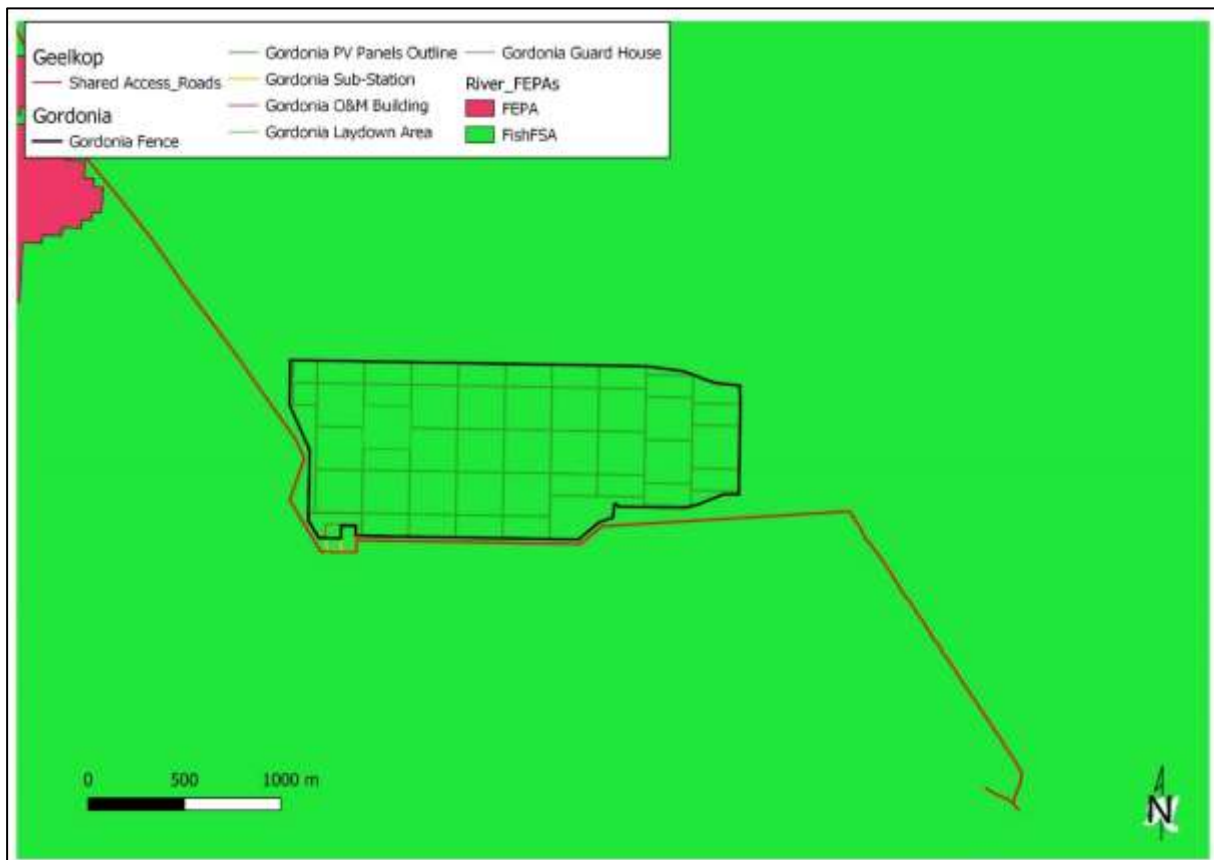 Geelkop
Shared Access_Roads
Gordonia
Gordonia Fence
Gordonia PV Panels Outline
Gordonia Sub-Station
Gordonia O&M Building
Gordonia Laydown Area
Gordonia Guard House
River_FEPAs
FEPA
FishFSA
0 500 1000 m
N